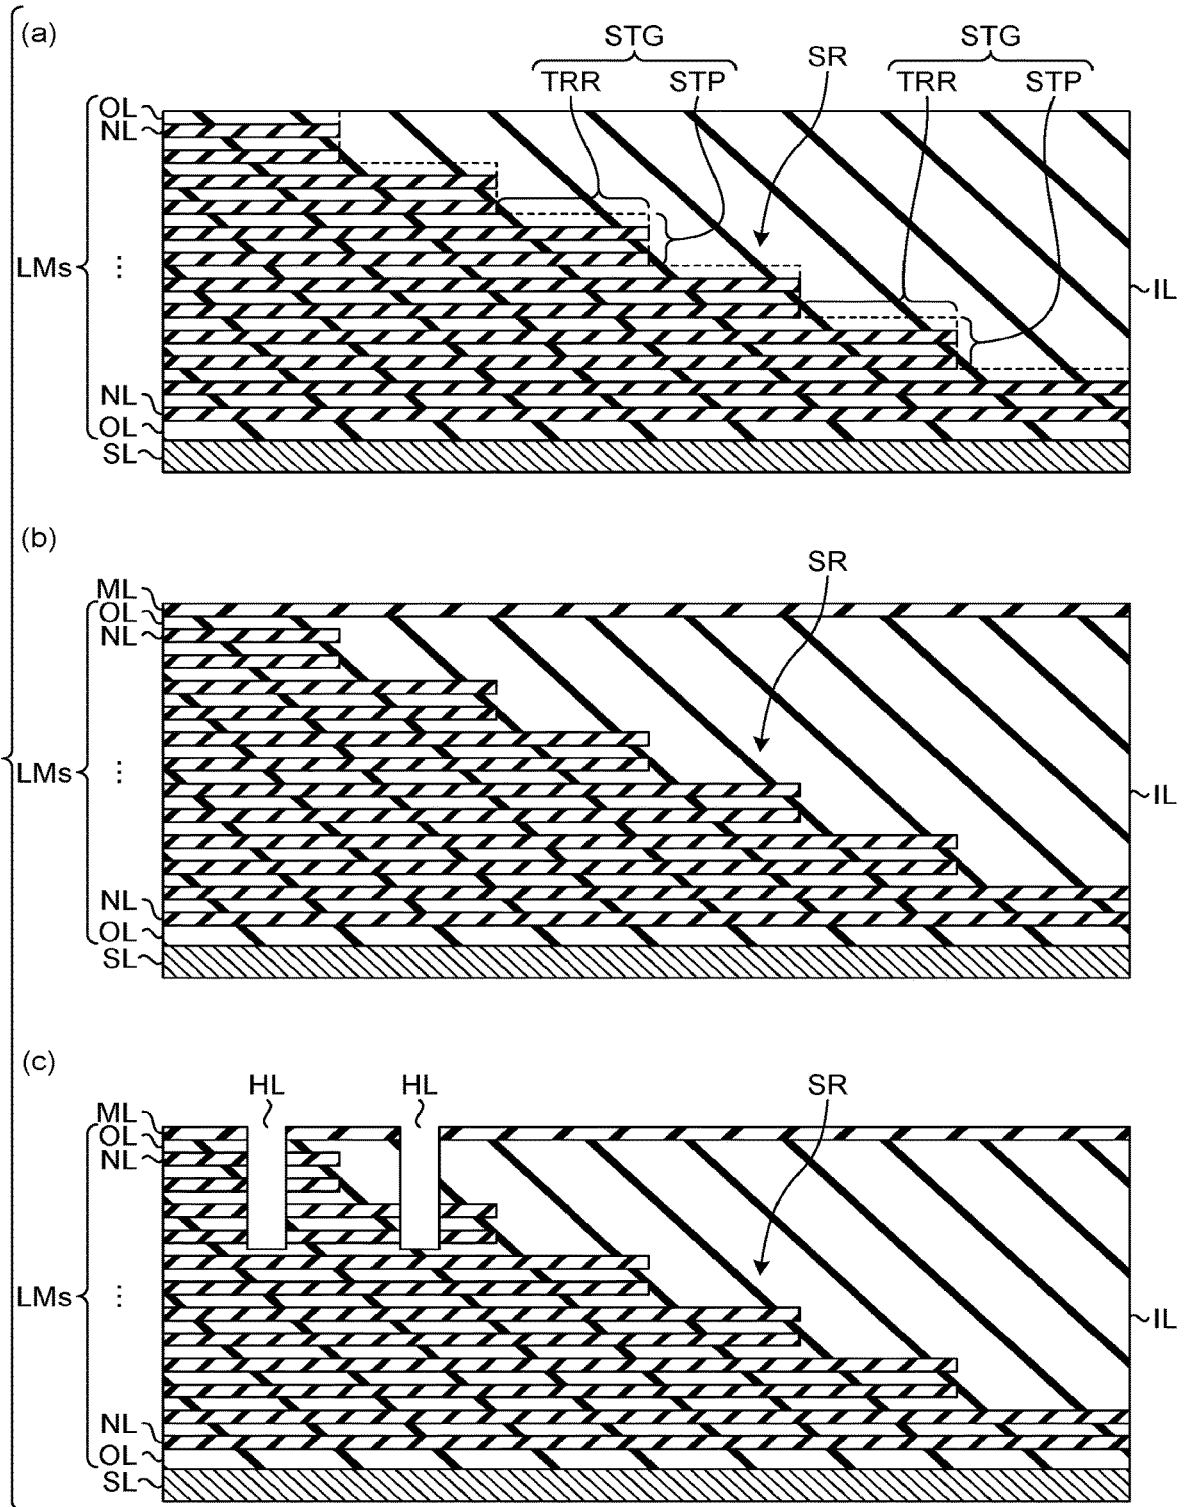 (a)
STG STG
SR
TRR STP TRR STP
OL
NL
LMs
⋮
IL
NL
OL
SL
(b)
SR
ML
OL
NL
LMs
⋮
IL
NL
OL
SL
(c)
HL HL SR
ML
OL
NL
LMs
⋮
IL
NL
OL
SL